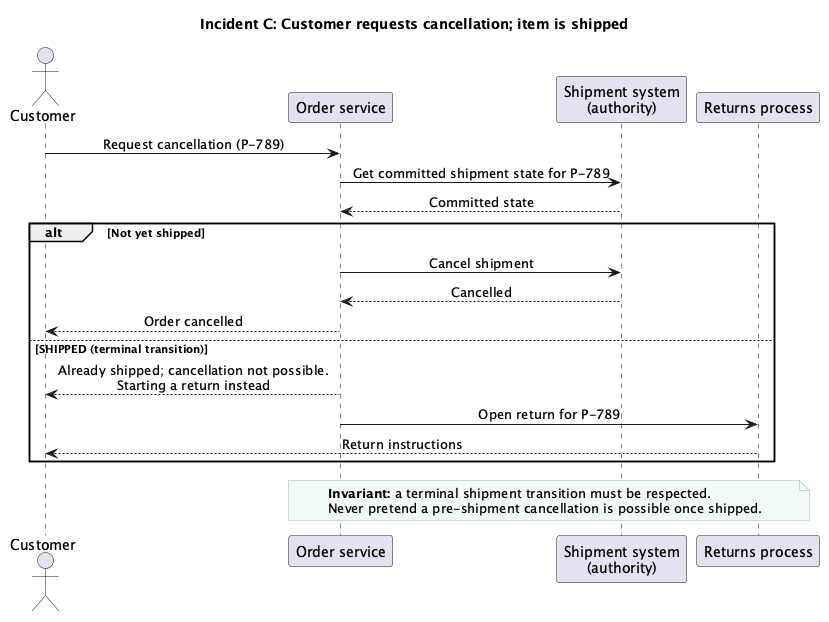 Incident C: Customer requests cancellation; item is shipped
Customer
Order service
Shipment system
(authority)
Returns process
Request cancellation (P-789)
Get committed shipment state for P-789
Committed state
alt
[Not yet shipped]
Cancel shipment
Cancelled
Order cancelled
[SHIPPED (terminal transition)]
Already shipped; cancellation not possible.
Starting a return instead
Open return for P-789
Return instructions
Invariant: a terminal shipment transition must be respected.
Never pretend a pre-shipment cancellation is possible once shipped.
Customer
Order service
Shipment system
(authority)
Returns process